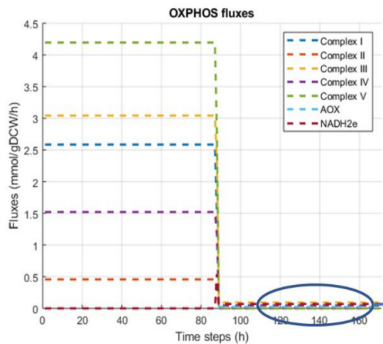 OXPHOS fluxes
4.5
4
3.5
3
2.5
2
1.5
1
0.5
0
Fluxes (mmol/gDCW/h)
Complex I
Complex II
Complex III
Complex IV
Complex V
AOX
NADH2e
0 20 40 60 80 100 120 140 160
Time steps (h)